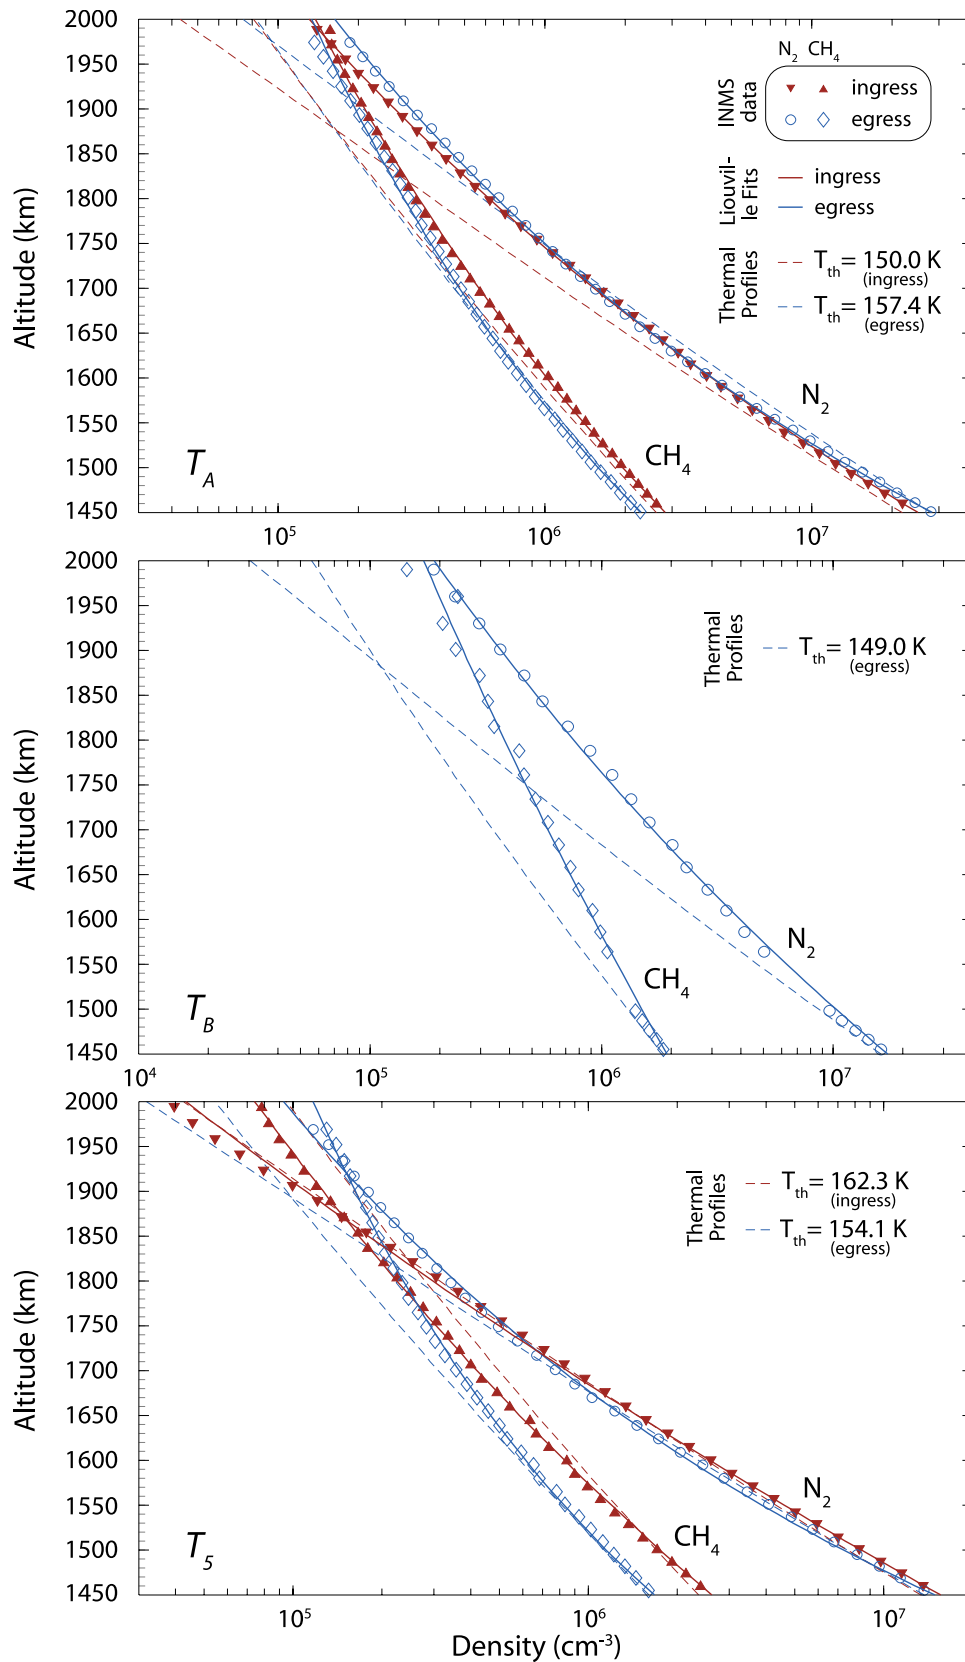 2000
1950
1900
1850
1800
1750
1700
1650
1600
1550
1500
1450
Altitude (km)
N2 CH4
INMS data
ingress
egress
Liouvil-
le Fits
ingress
egress
Thermal
Profiles
Tth= 150.0 K
(ingress)
Tth= 157.4 K
(egress)
N2
CH4
TA
10^5 10^6 10^7
2000
1950
1900
1850
1800
1750
1700
1650
1600
1550
1500
1450
Altitude (km)
Thermal
Profiles
Tth= 149.0 K
(egress)
N2
CH4
TB
10^4 10^5 10^6 10^7
2000
1950
1900
1850
1800
1750
1700
1650
1600
1550
1500
1450
Altitude (km)
Thermal
Profiles
Tth= 162.3 K
(ingress)
Tth= 154.1 K
(egress)
N2
CH4
T5
10^5 10^6 10^7
Density (cm^-3)